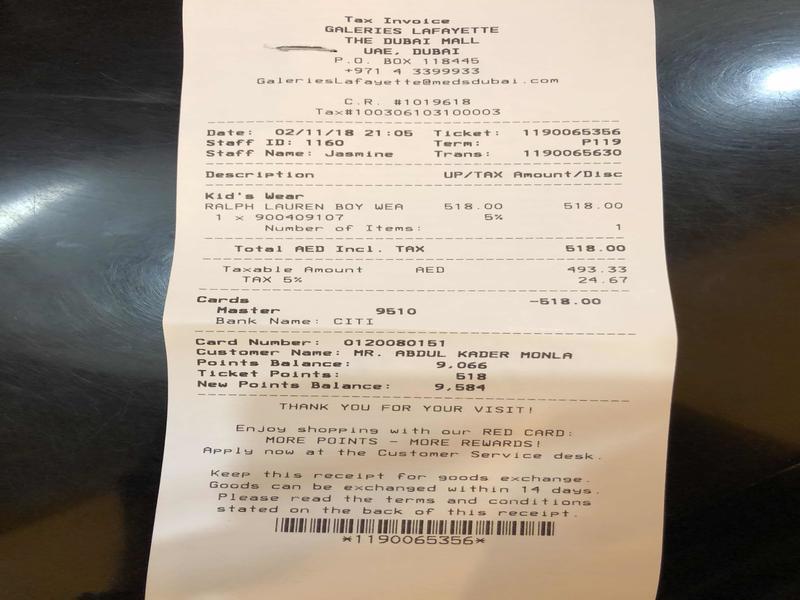 Tax Invoice
GALERIES LAFAYETTE
THE DUBAI MALL
UAE, DUBAI
P.O. BOX 118445
+971 4 3399933
GaleriesLafayette@medsdubai.com
C.R. #1019618
Tax#100306103100003
Date: 02/11/18 21:05 Ticket: 1190065356
Staff ID: 1160 Term: P119
Staff Name: Jasmine Trans: 1190065630
Description UP/TAX Amount/Disc
Kid's Wear
RALPH LAUREN BOY WEA 518.00 518.00
1 x 900409107 5%
Number of Items: 1
Total AED Incl. TAX 518.00
Taxable Amount AED 493.33
TAX 5% 24.67
Cards -518.00
Master 9510
Bank Name: CITI
Card Number: 0120080151
Customer Name: MR. ABDUL KADER MONLA
Points Balance: 9,066
Ticket Points: 518
New Points Balance: 9,584
THANK YOU FOR YOUR VISIT!
Enjoy shopping with our RED CARD:
MORE POINTS - MORE REWARDS!
Apply now at the Customer Service desk.
Keep this receipt for goods exchange.
Goods can be exchanged within 14 days.
Please read the terms and conditions
stated on the back of this receipt.
*1190065356*